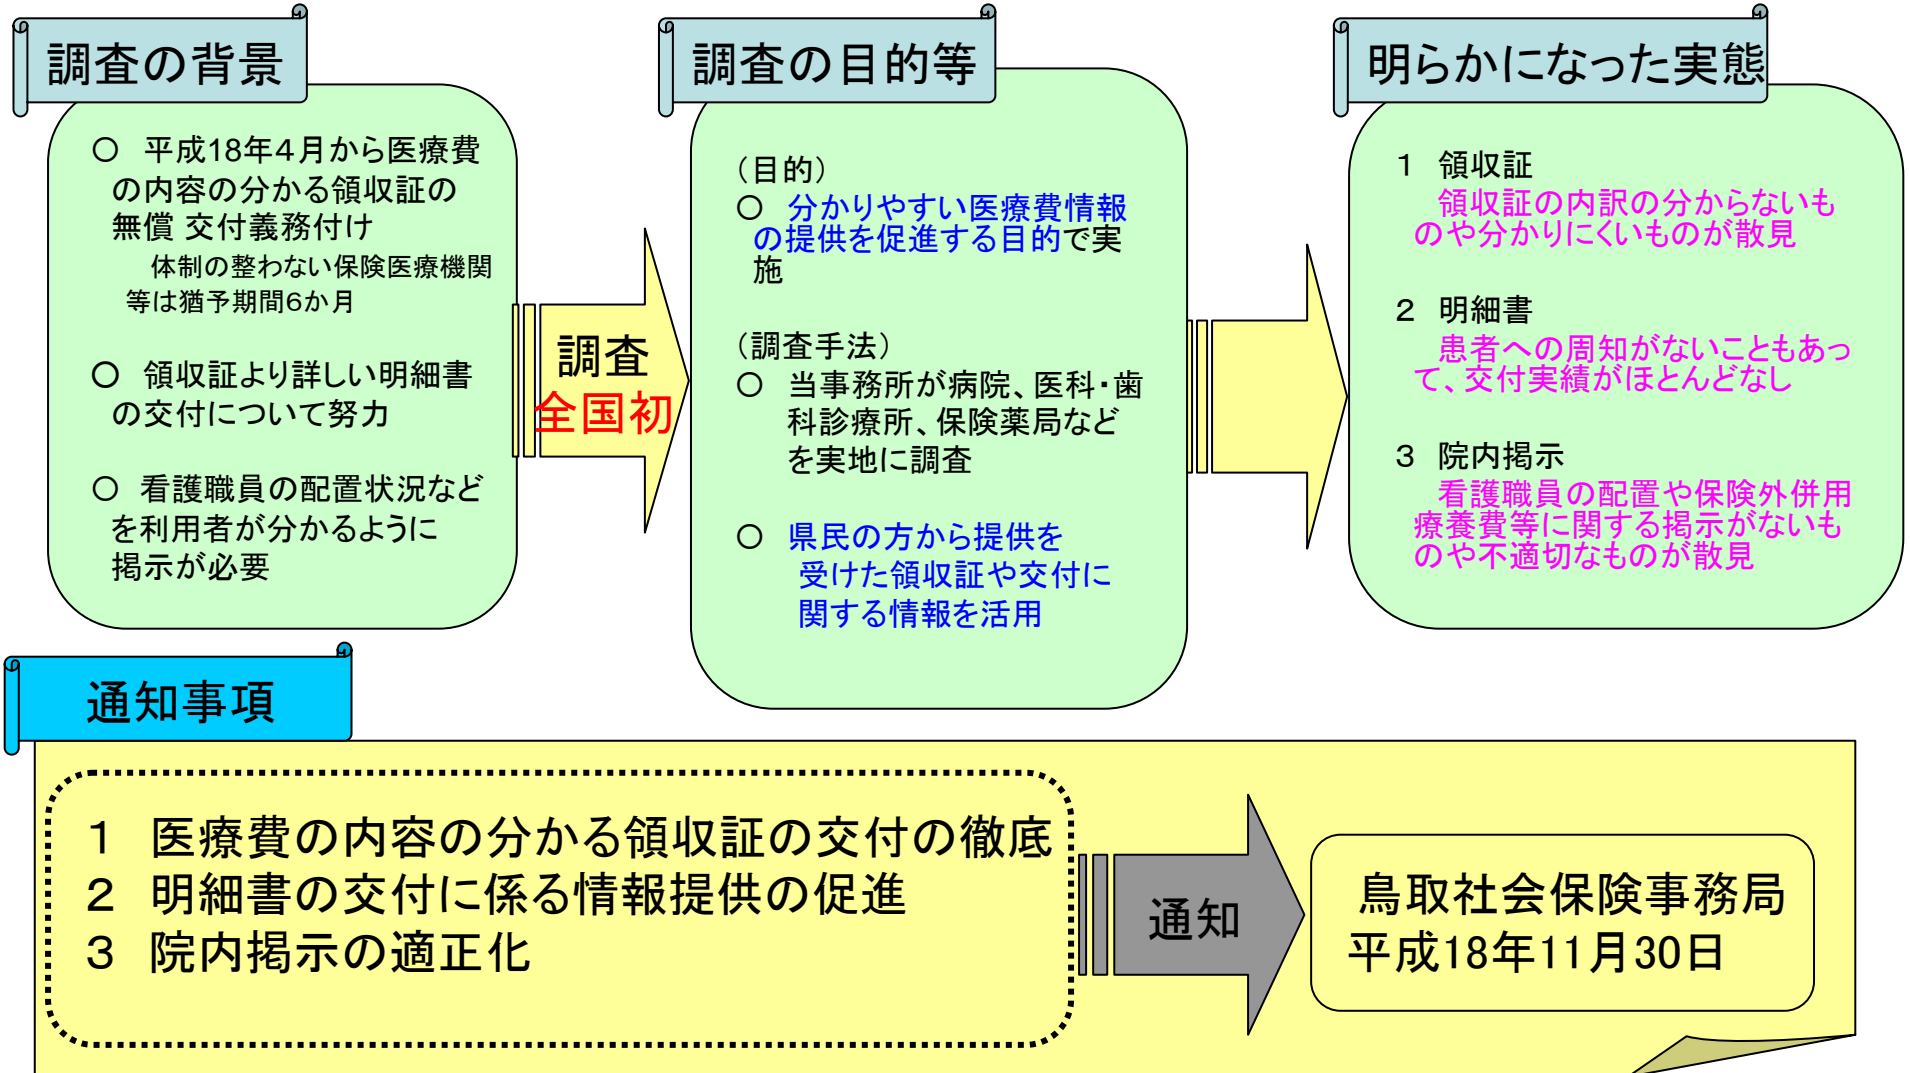 調査の背景
○ 平成18年4月から医療費
の内容の分かる領収証の
無償 交付義務付け
体制の整わない保険医療機関
等は猶予期間6か月
○ 領収証より詳しい明細書
の交付について努力
○ 看護職員の配置状況など
を利用者が分かるように
掲示が必要
調査
全国初
調査の目的等
（目的）
○ 分かりやすい医療費情報
の提供を促進する目的で実
施
（調査手法）
○ 当事務所が病院、医科・歯
科診療所、保険薬局など
を実地に調査
○ 県民の方から提供を
受けた領収証や交付に
関する情報を活用
明らかになった実態
1 領収証
領収証の内訳の分からないも
のや分かりにくいものが散見
2 明細書
患者への周知がないこともあっ
て、交付実績がほとんどなし
3 院内掲示
看護職員の配置や保険外併用
療養費等に関する掲示がないも
のや不適切なものが散見
通知事項
1 医療費の内容の分かる領収証の交付の徹底
2 明細書の交付に係る情報提供の促進
3 院内掲示の適正化
通知
鳥取社会保険事務局
平成18年11月30日